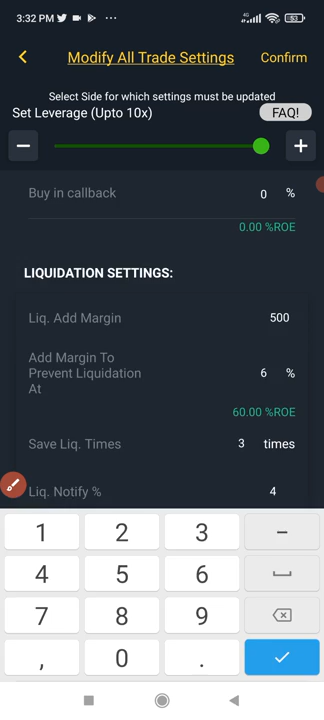 3:32 PM
4G
53
Modify All Trade Settings
Confirm
Select Side for which settings must be updated
Set Leverage (Upto 10x)
FAQ!
Buy in callback
0 %
0.00 %ROE
LIQUIDATION SETTINGS:
Liq. Add Margin
500
Add Margin To
Prevent Liquidation
At
6 %
60.00 %ROE
Save Liq. Times
3 times
Liq. Notify %
4
1 2 3 –
4 5 6
7 8 9
, 0 .